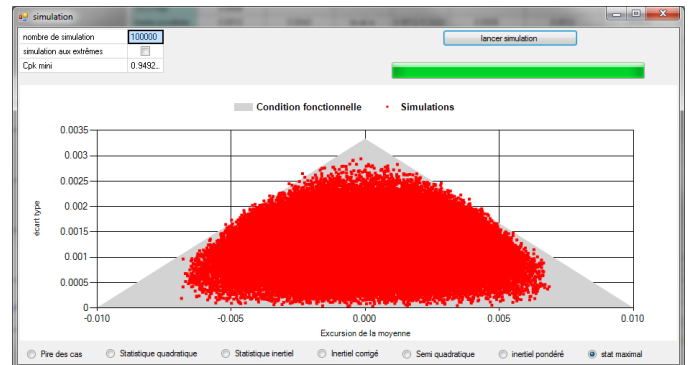 simulation
nombre de simulation 100000
lancer simulation
simulation aux extrêmes
Cpk mini 0.9492...
Condition fonctionnelle Simulations
0.0035
0.003
0.0025
0.002
0.0015
0.001
0.0005
0
écart type
-0.010 -0.005 0.000 0.005 0.010
Excursion de la moyenne
Pire des cas Statistique quadratique Statistique inertiel Inertiel corrigé Semi quadratique inertiel pondéré stat maximal